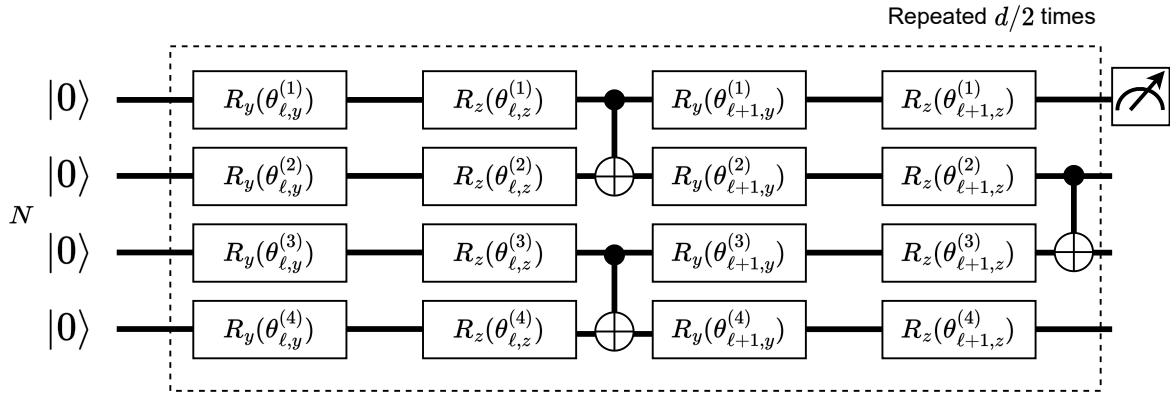 Repeated d/2 times
|0⟩ R_y(θ_{ℓ,y}^{(1)}) R_z(θ_{ℓ,z}^{(1)}) R_y(θ_{ℓ+1,y}^{(1)}) R_z(θ_{ℓ+1,z}^{(1)})
|0⟩ R_y(θ_{ℓ,y}^{(2)}) R_z(θ_{ℓ,z}^{(2)}) R_y(θ_{ℓ+1,y}^{(2)}) R_z(θ_{ℓ+1,z}^{(2)})
N
|0⟩ R_y(θ_{ℓ,y}^{(3)}) R_z(θ_{ℓ,z}^{(3)}) R_y(θ_{ℓ+1,y}^{(3)}) R_z(θ_{ℓ+1,z}^{(3)})
|0⟩ R_y(θ_{ℓ,y}^{(4)}) R_z(θ_{ℓ,z}^{(4)}) R_y(θ_{ℓ+1,y}^{(4)}) R_z(θ_{ℓ+1,z}^{(4)})